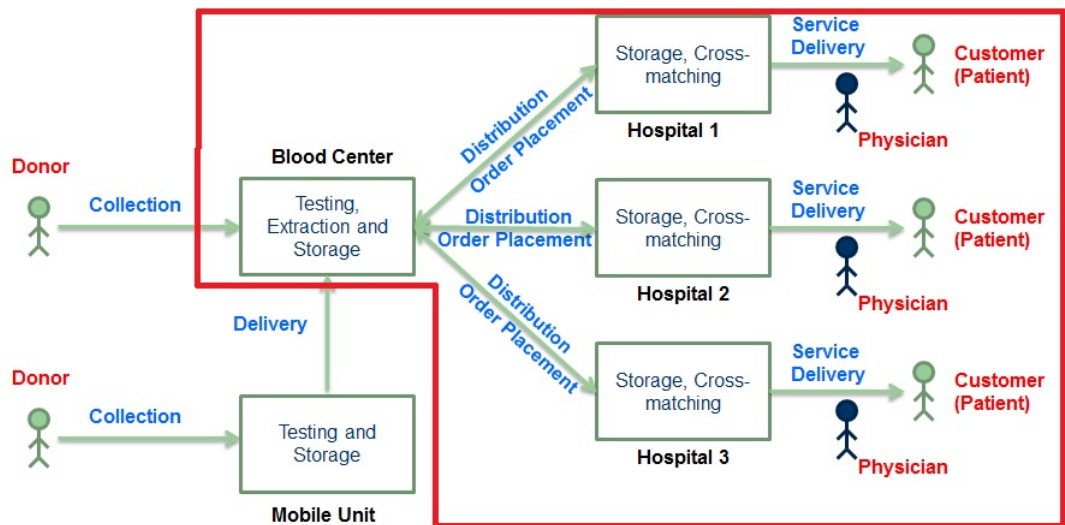 Service
Delivery
Storage, Cross-
matching
Customer
(Patient)
Distribution
Order Placement
Hospital 1
Physician
Blood Center
Donor
Testing,
Extraction and
Storage
Collection
Distribution
Order Placement
Storage, Cross-
matching
Service
Delivery
Customer
(Patient)
Hospital 2
Physician
Delivery
Distribution
Order Placement
Storage, Cross-
matching
Service
Delivery
Customer
(Patient)
Hospital 3
Physician
Donor
Collection
Testing and
Storage
Mobile Unit